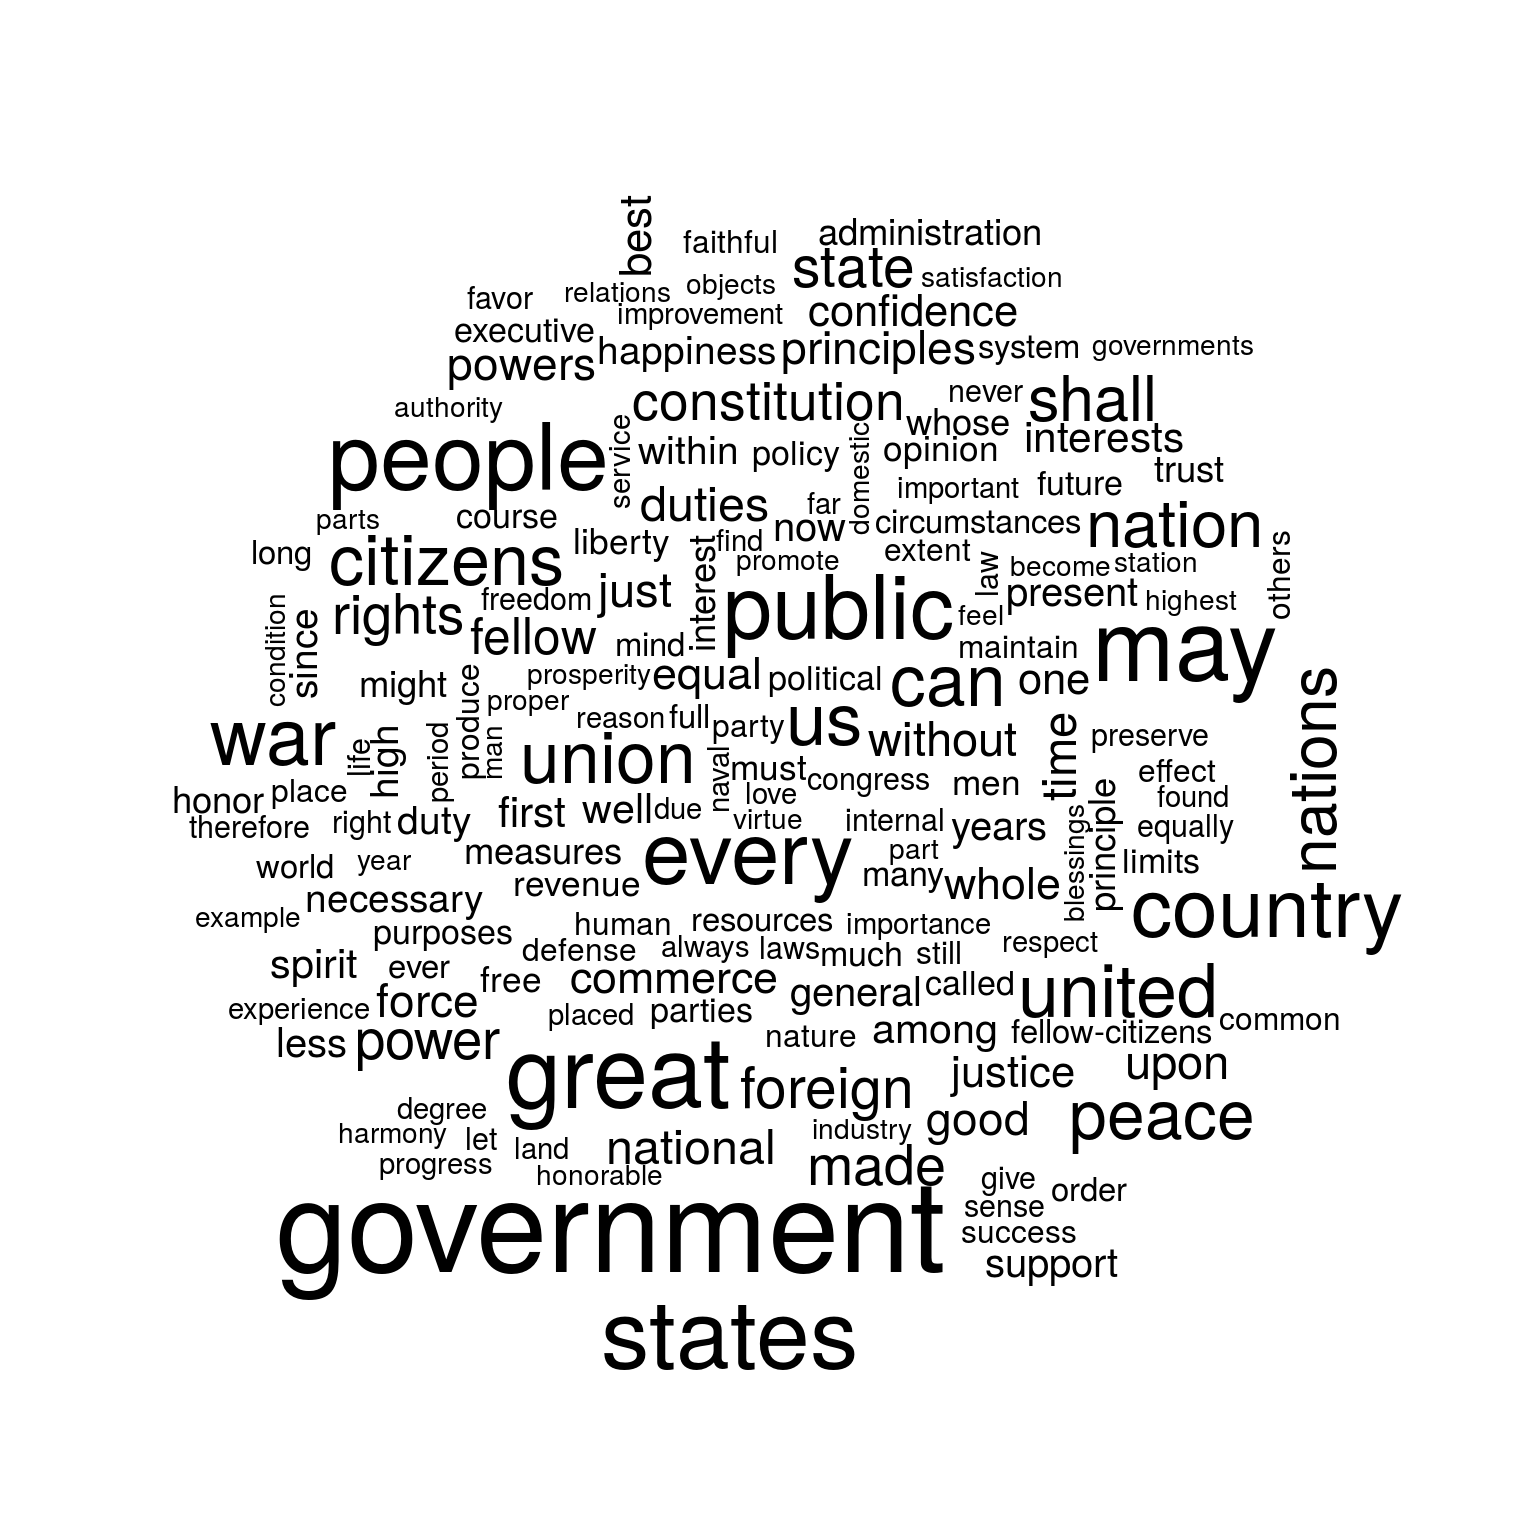 best
faithful
administration
state
satisfaction
objects
relations
favor
improvement
confidence
executive
powers
happiness
principles
system
governments
authority
constitution
never
shall
whose
interests
people
service
within
policy
domestic
opinion
trust
important
future
duties
far
now
circumstances
nation
parts
course
long
citizens
liberty
interest
find
promote
extent
law
become
station
others
rights
freedom
just
public
feel
present
highest
condition
since
fellow
mind
maintain
may
might
produce
prosperity
equal
political
can
one
nations
proper
reason
full
party
us
without
time
preserve
war
life
high
period
man
union
naval
must
congress
men
effect
love
found
honor
place
therefore
right
duty
first
well
due
virtue
internal
years
blessings
principle
equally
world
year
measures
every
part
many
whole
limits
necessary
revenue
country
example
purposes
human
resources
importance
defense
always
laws
much
still
respect
spirit
ever
free
commerce
general
called
united
experience
force
placed
parties
common
less
power
nature
among
fellow-citizens
great
foreign
justice
upon
degree
harmony
let
land
national
industry
good
peace
progress
honorable
made
give
order
government
sense
success
support
states